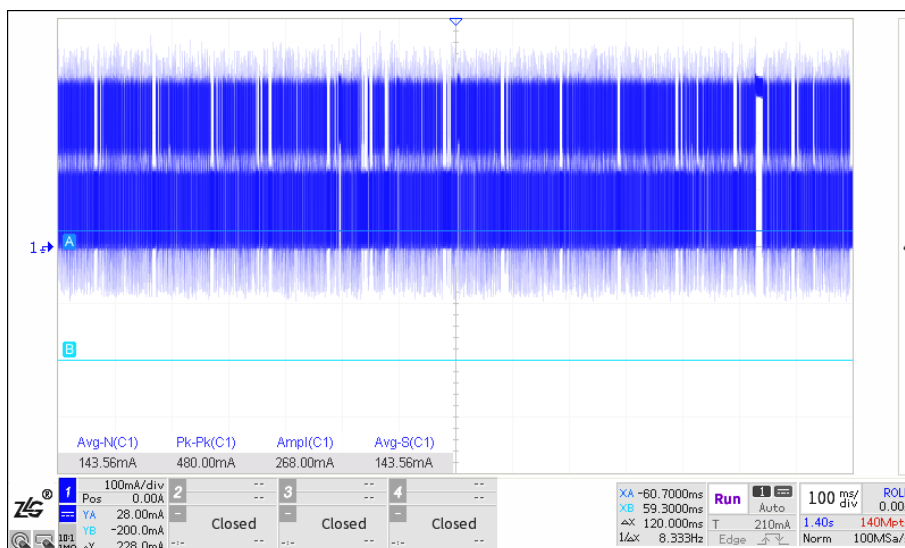 1
A
B
Avg-N(C1) Pk-Pk(C1) Ampl(C1) Avg-S(C1)
143.56mA 480.00mA 268.00mA 143.56mA
ZLG®
1 100mA/div
Pos 0.00A
YA 28.00mA
YB -200.0mA
10:1
228.0mA
2 --
--
Closed
-:- --
3 --
--
Closed
-:- --
4 --
--
Closed
-:- --
XA -60.7000ms
XB 59.3000ms
△X 120.000ms
1/△X 8.333Hz
Run 1 Auto
T 210mA
Edge
100 ms/div
ROLL
0.00
1.40s 140Mpt
Norm 100MSa/